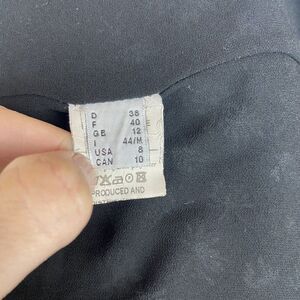 D 38
F 40
GB 12
I 44/M
USA 8
CAN 10
PRODUCED AND